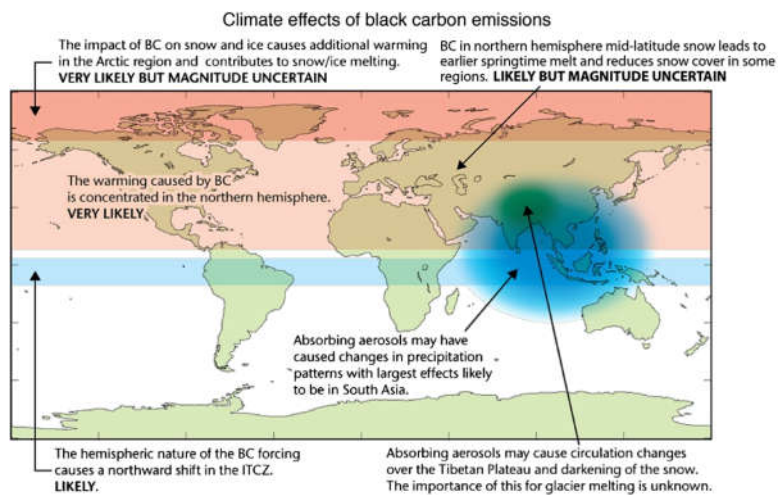 Climate effects of black carbon emissions
The impact of BC on snow and ice causes additional warming
in the Arctic region and contributes to snow/ice melting.
VERY LIKELY BUT MAGNITUDE UNCERTAIN
BC in northern hemisphere mid-latitude snow leads to
earlier springtime melt and reduces snow cover in some
regions. LIKELY BUT MAGNITUDE UNCERTAIN
The warming caused by BC
is concentrated in the northern hemisphere.
VERY LIKELY
Absorbing aerosols may have
caused changes in precipitation
patterns with largest effects likely
to be in South Asia.
The hemispheric nature of the BC forcing
causes a northward shift in the ITCZ.
LIKELY.
Absorbing aerosols may cause circulation changes
over the Tibetan Plateau and darkening of the snow.
The importance of this for glacier melting is unknown.